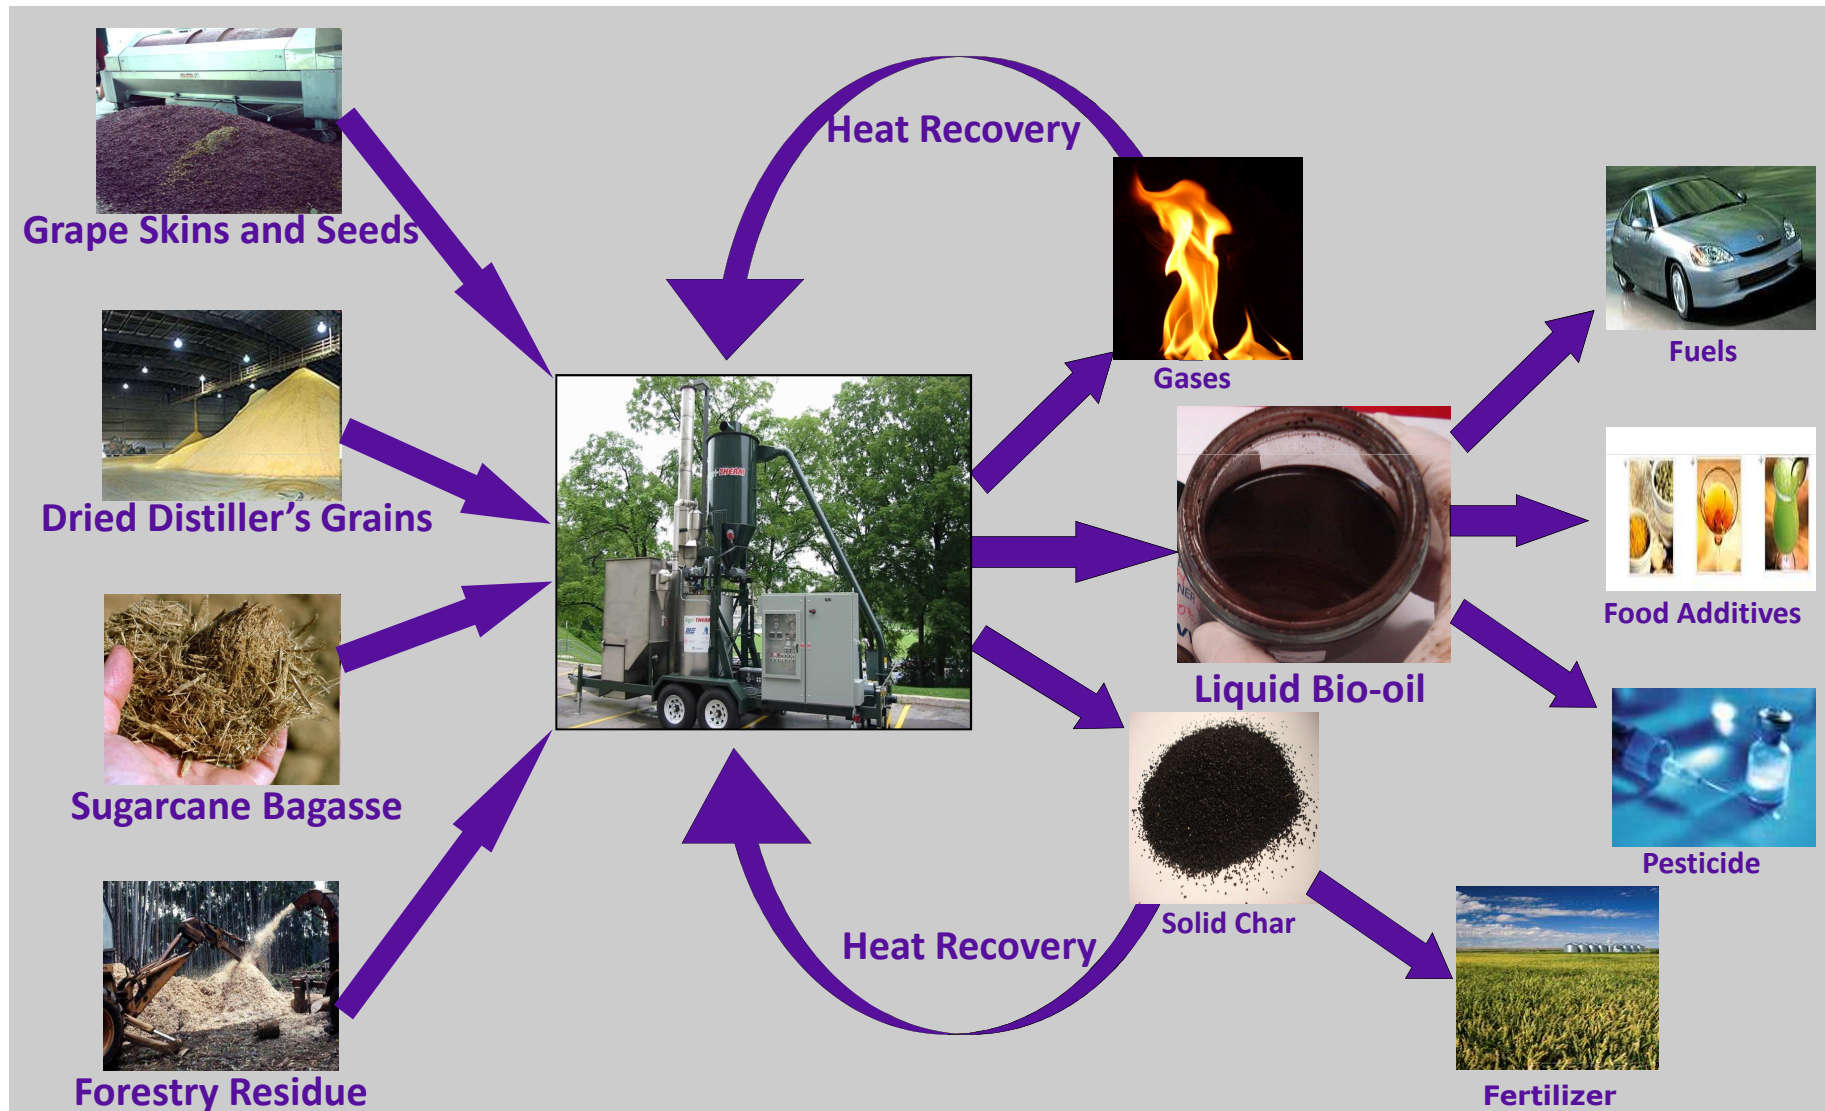 Heat Recovery
Grape Skins and Seeds
Gases
Fuels
Dried Distiller's Grains
THERM
Food Additives
Liquid Bio-oil
Sugarcane Bagasse
Pesticide
Solid Char
Heat Recovery
Forestry Residue
Fertilizer